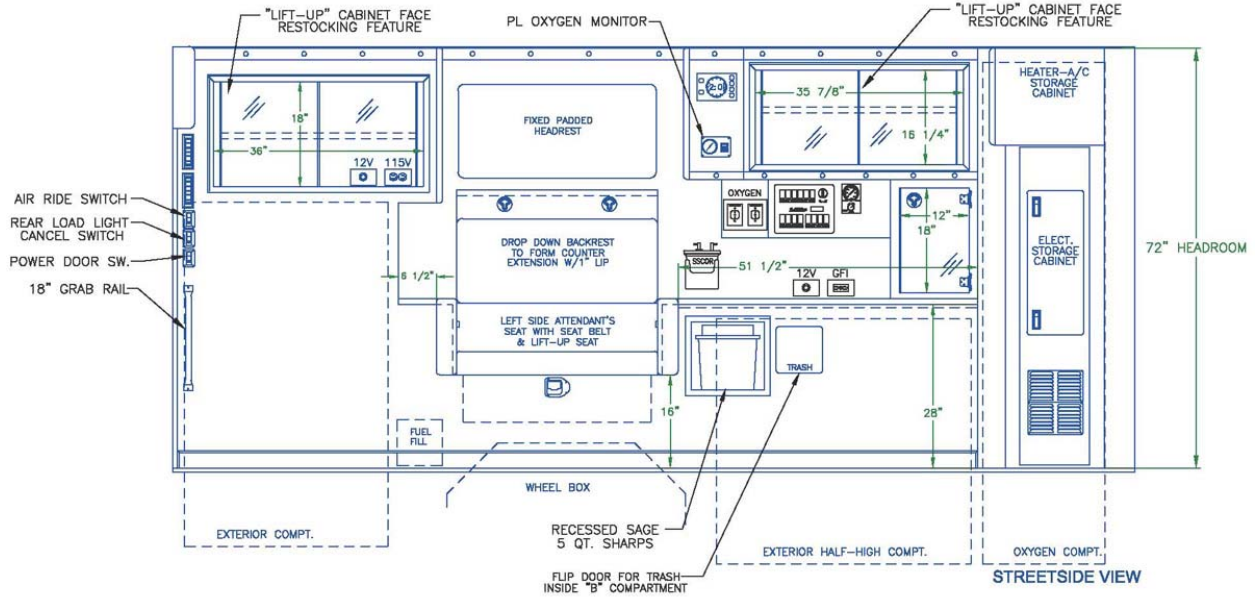 "LIFT-UP" CABINET FACE
RESTOCKING FEATURE
PL OXYGEN MONITOR
"LIFT-UP" CABINET FACE
RESTOCKING FEATURE
HEATER-A/C
STORAGE
CABINET
35 7/8"
16 1/4"
18"
36"
12V
115V
FIXED PADDED
HEADREST
OXYGEN
AIR RIDE SWITCH
REAR LOAD LIGHT
CANCEL SWITCH
POWER DOOR SW.
18" GRAB RAIL
DROP DOWN BACKREST
TO FORM COUNTER
EXTENSION W/1" LIP
6 1/2"
SSCOR
51 1/2"
12V
GFI
12"
18"
ELECT.
STORAGE
CABINET
72" HEADROOM
LEFT SIDE ATTENDANT'S
SEAT WITH SEAT BELT
& LIFT-UP SEAT
TRASH
16"
28"
FUEL
FILL
WHEEL BOX
EXTERIOR COMPT.
RECESSED SAGE
5 QT. SHARPS
EXTERIOR HALF-HIGH COMPT.
OXYGEN COMPT.
FLIP DOOR FOR TRASH
INSIDE "B" COMPARTMENT
STREETSIDE VIEW